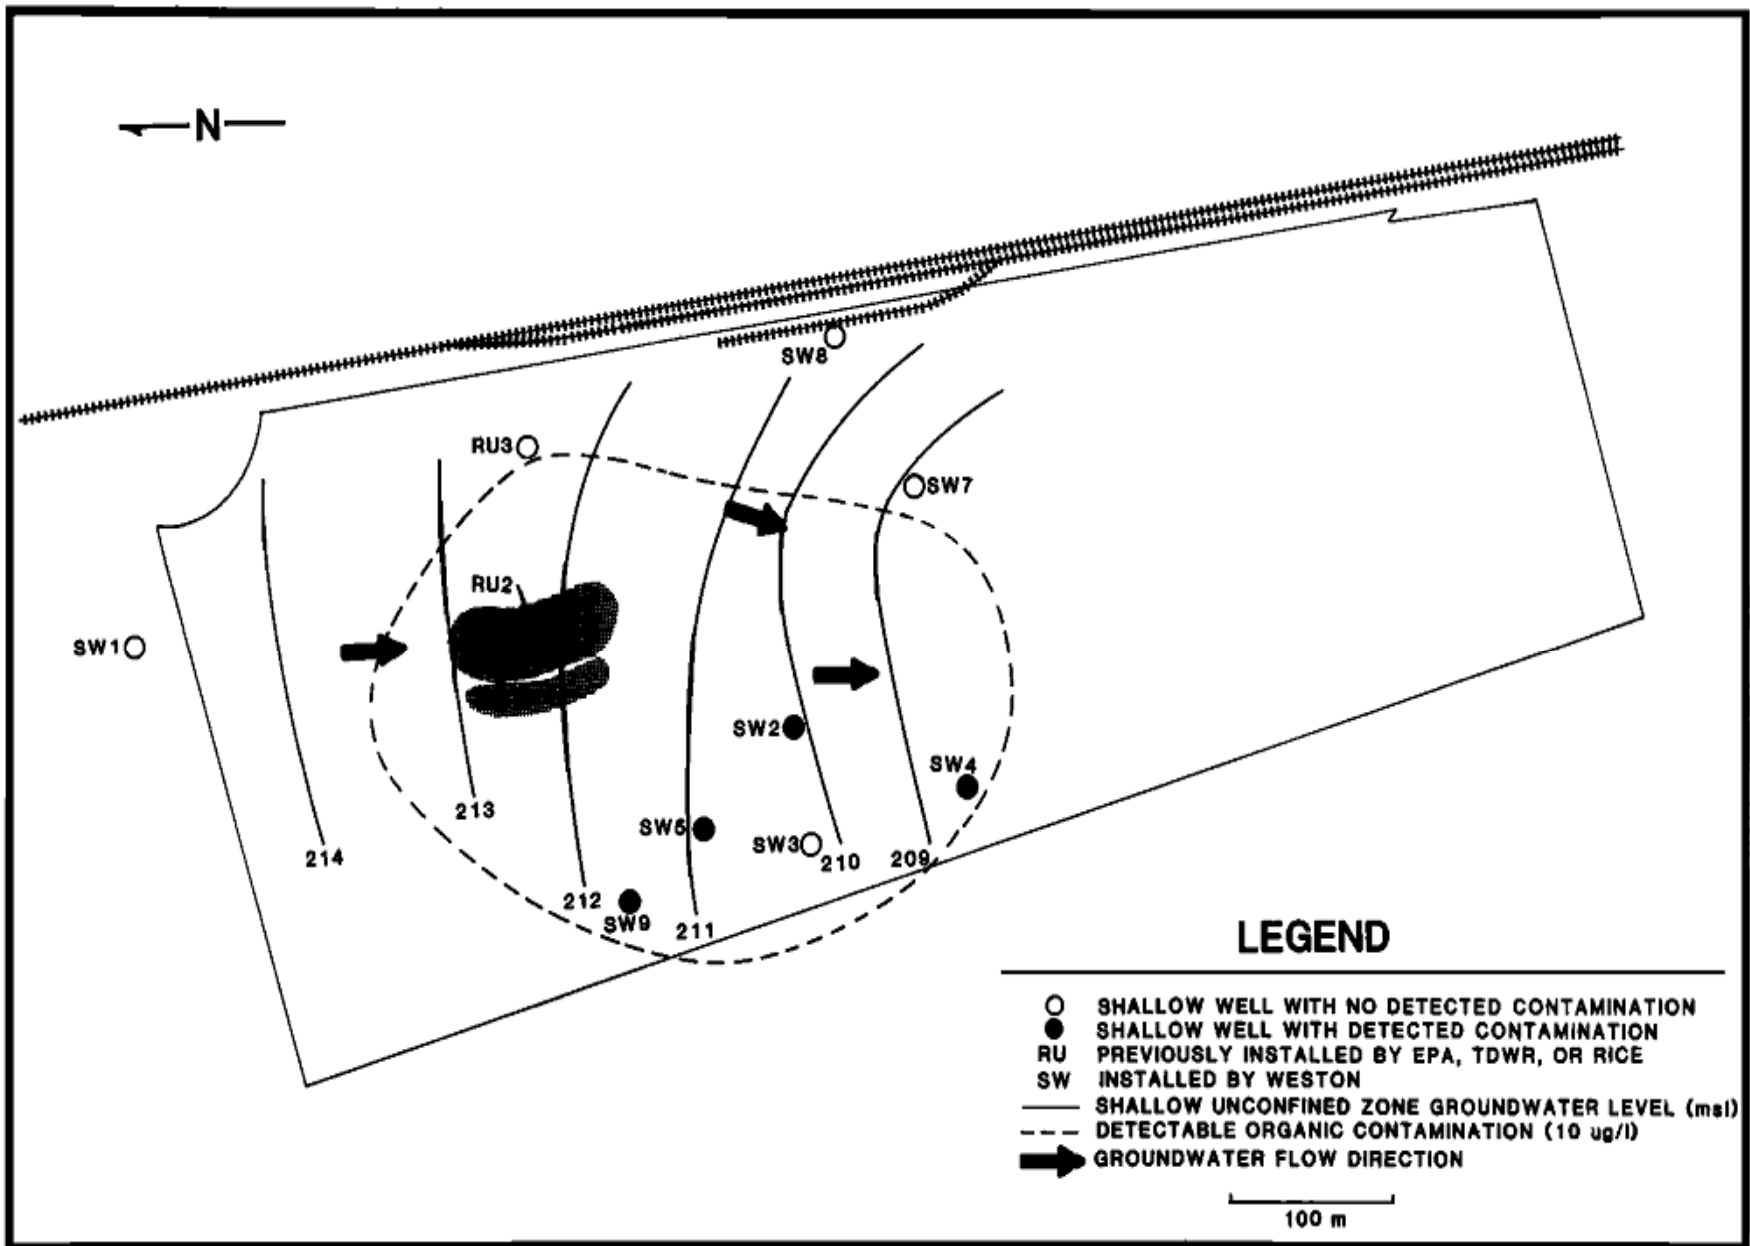 N
SW8
RU3
SW7
RU2
SW1
SW2
SW4
213
SW5
SW3
210
209
214
212
SW9
211
LEGEND
SHALLOW WELL WITH NO DETECTED CONTAMINATION
SHALLOW WELL WITH DETECTED CONTAMINATION
RU PREVIOUSLY INSTALLED BY EPA, TDWR, OR RICE
SW INSTALLED BY WESTON
SHALLOW UNCONFINED ZONE GROUNDWATER LEVEL (msl)
DETECTABLE ORGANIC CONTAMINATION (10 ug/l)
GROUNDWATER FLOW DIRECTION
100 m